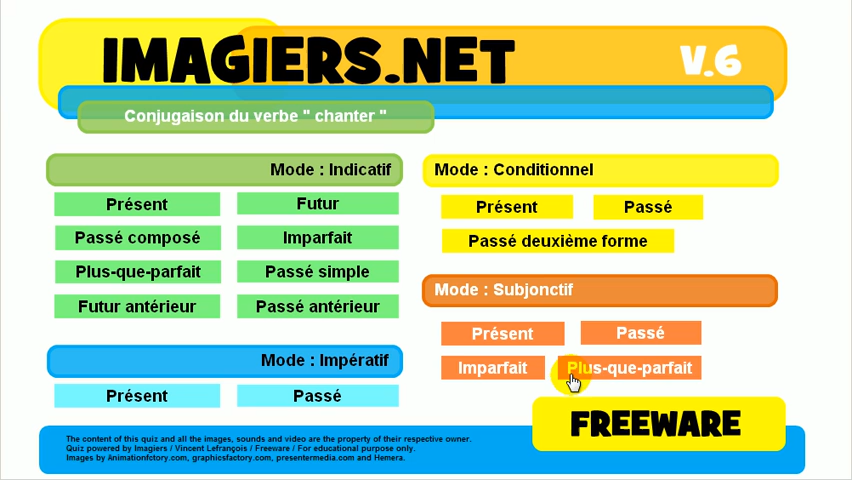 IMAGIERS.NET
V.6
Conjugaison du verbe " chanter "
Mode : Indicatif
Présent
Futur
Passé composé
Imparfait
Plus-que-parfait
Passé simple
Futur antérieur
Passé antérieur
Mode : Impératif
Présent
Passé
Mode : Conditionnel
Présent
Passé
Passé deuxième forme
Mode : Subjonctif
Présent
Passé
Imparfait
Plus-que-parfait
FREEWARE
The content of this quiz and all the images, sounds and video are the property of their respective owner.
Quiz powered by Imagiers / Vincent Lefrançois / Freeware / For educational purpose only.
Images by Animationfctory.com, graphicsfactory.com, presentermedia.com and Hemera.